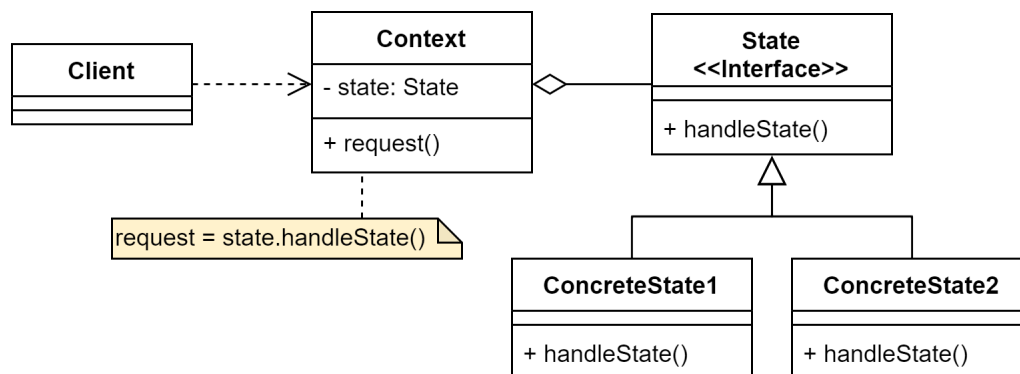 Client
Context
- state: State
+ request()
request = state.handleState()
State
<<Interface>>
+ handleState()
ConcreteState1
+ handleState()
ConcreteState2
+ handleState()